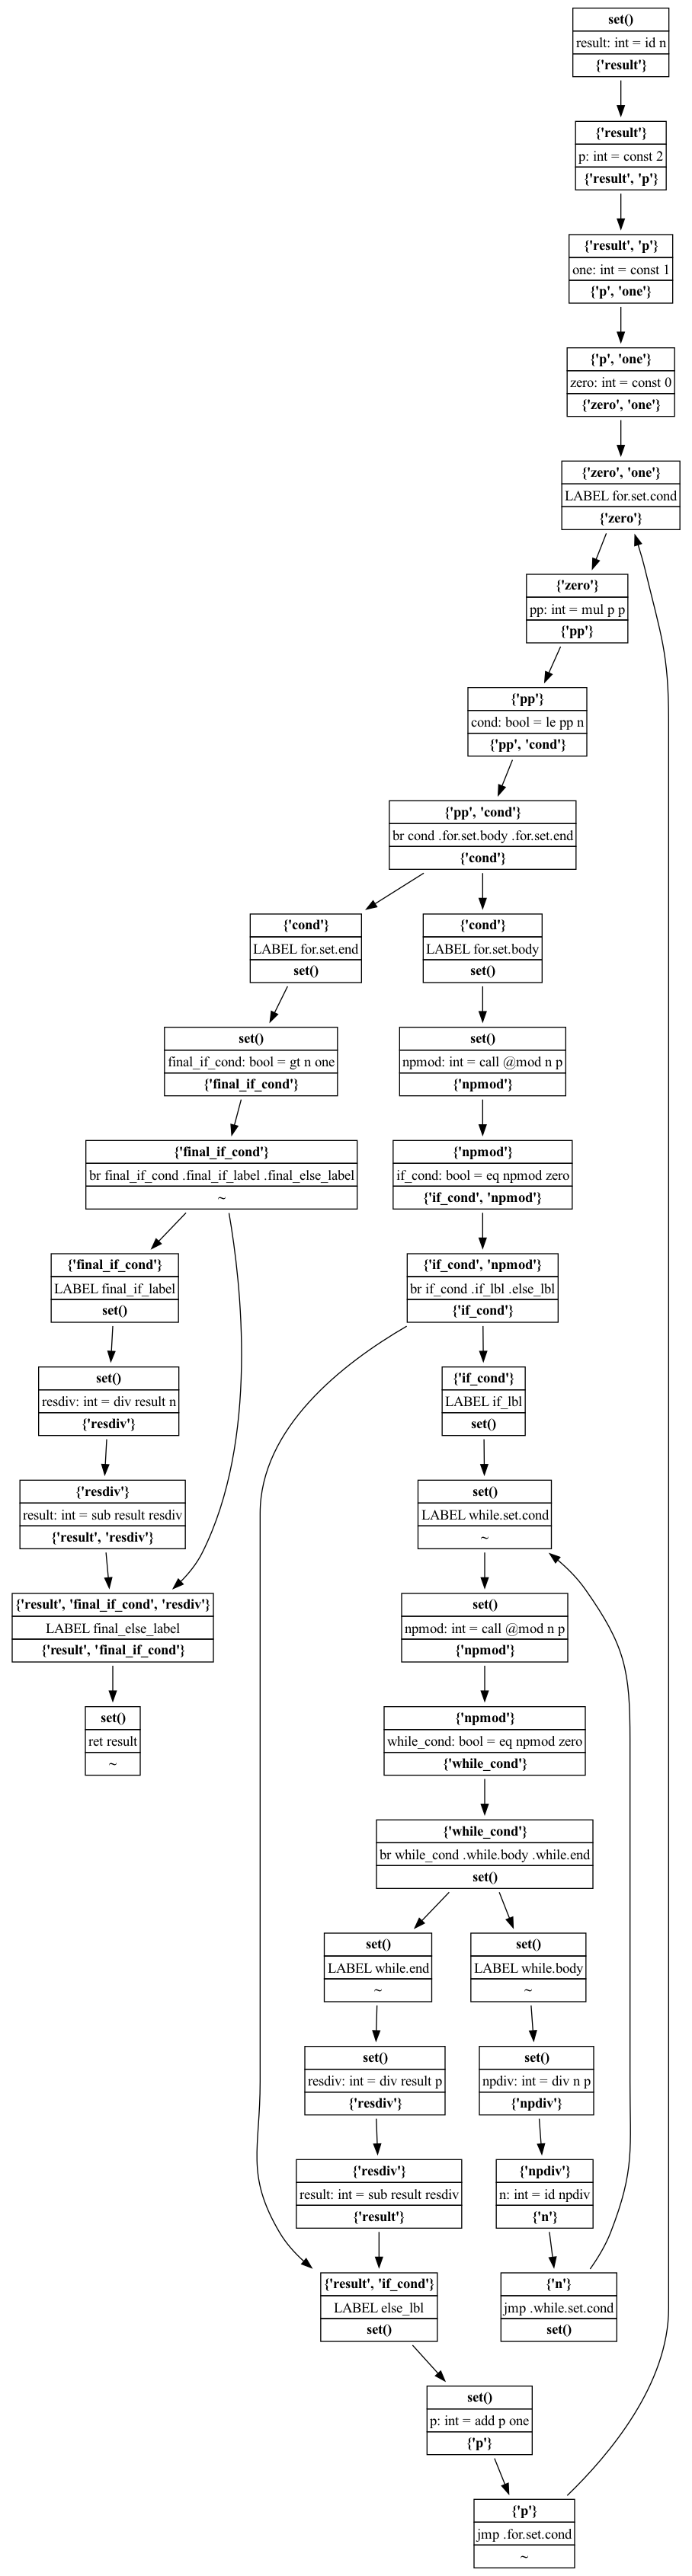 set()
result: int = id n
{'result'}
{'result'}
p: int = const 2
{'result', 'p'}
{'result', 'p'}
one: int = const 1
{'p', 'one'}
{'p', 'one'}
zero: int = const 0
{'zero', 'one'}
{'zero', 'one'}
LABEL for.set.cond
{'zero'}
{'zero'}
pp: int = mul p p
{'pp'}
{'pp'}
cond: bool = le pp n
{'pp', 'cond'}
{'pp', 'cond'}
br cond .for.set.body .for.set.end
{'cond'}
{'cond'}
LABEL for.set.end
set()
{'cond'}
LABEL for.set.body
set()
set()
final_if_cond: bool = gt n one
{'final_if_cond'}
set()
npmod: int = call @mod n p
{'npmod'}
{'final_if_cond'}
br final_if_cond .final_if_label .final_else_label
~
{'npmod'}
if_cond: bool = eq npmod zero
{'if_cond', 'npmod'}
{'final_if_cond'}
LABEL final_if_label
set()
{'if_cond', 'npmod'}
br if_cond .if_lbl .else_lbl
{'if_cond'}
set()
resdiv: int = div result n
{'resdiv'}
{'if_cond'}
LABEL if_lbl
set()
{'resdiv'}
result: int = sub result resdiv
{'result', 'resdiv'}
set()
LABEL while.set.cond
~
{'result', 'final_if_cond', 'resdiv'}
LABEL final_else_label
{'result', 'final_if_cond'}
set()
npmod: int = call @mod n p
{'npmod'}
set()
ret result
~
{'npmod'}
while_cond: bool = eq npmod zero
{'while_cond'}
{'while_cond'}
br while_cond .while.body .while.end
set()
set()
LABEL while.end
~
set()
LABEL while.body
~
set()
resdiv: int = div result p
{'resdiv'}
set()
npdiv: int = div n p
{'npdiv'}
{'resdiv'}
result: int = sub result resdiv
{'result'}
{'npdiv'}
n: int = id npdiv
{'n'}
{'result', 'if_cond'}
LABEL else_lbl
set()
{'n'}
jmp .while.set.cond
set()
set()
p: int = add p one
{'p'}
{'p'}
jmp .for.set.cond
~